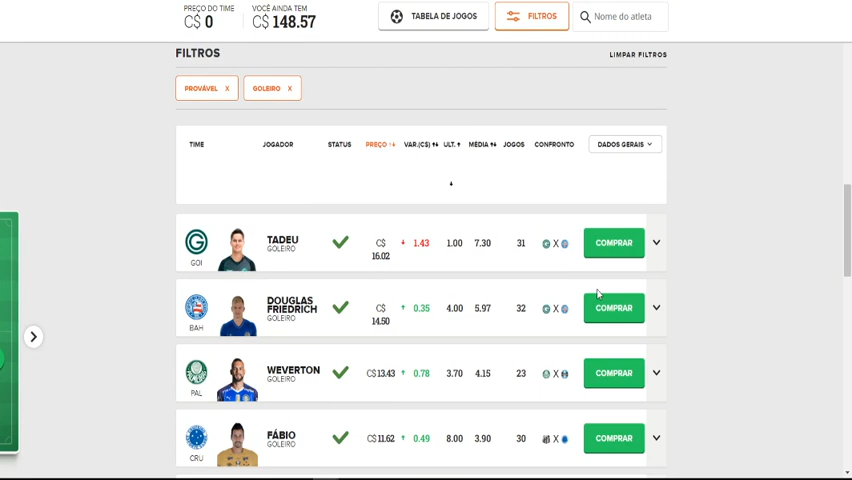 PREÇO DO TIME
C$ 0
VOCÊ AINDA TEM
C$ 148.57
TABELA DE JOGOS
FILTROS
Nome do atleta
FILTROS
LIMPAR FILTROS
PROVÁVEL X
GOLEIRO X
TIME JOGADOR STATUS PREÇO VAR.(C$) ULT. MÉDIA JOGOS CONFRONTO DADOS GERAIS
GOI
TADEU
GOLEIRO
C$
16.02
1.43 1.00 7.30 31 X COMPRAR
BAH
DOUGLAS
FRIEDRICH
GOLEIRO
C$
14.50
0.35 4.00 5.97 32 X COMPRAR
PAL
WEVERTON
GOLEIRO
C$ 13.43 0.78 3.70 4.15 23 X COMPRAR
CRU
FÁBIO
GOLEIRO
C$ 11.62 0.49 8.00 3.90 30 X COMPRAR